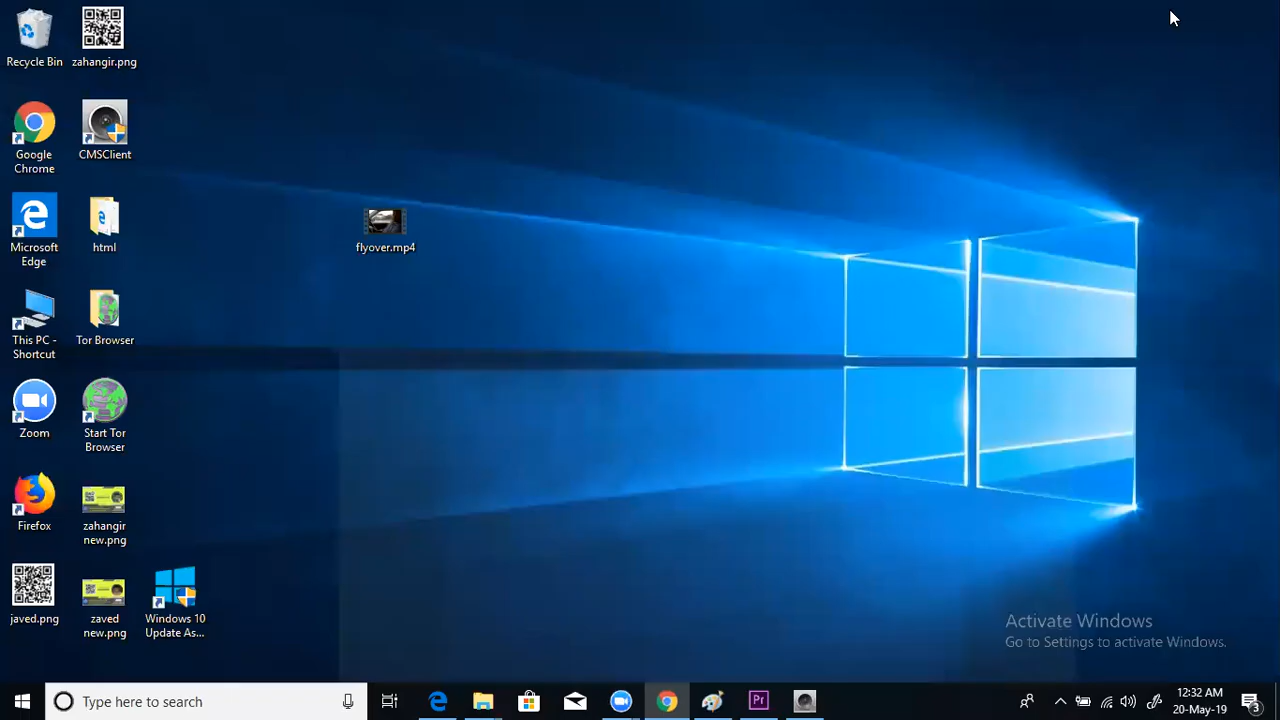 Recycle Bin
zahangir.png
Google
Chrome
CMSClient
Microsoft
Edge
html
flyover.mp4
This PC -
Shortcut
Tor Browser
Zoom
Start Tor
Browser
Firefox
zahangir
new.png
javed.png
zaved
new.png
Windows 10
Update As...
Activate Windows
Go to Settings to activate Windows.
Type here to search
Pr
12:32 AM
20-May-19
3